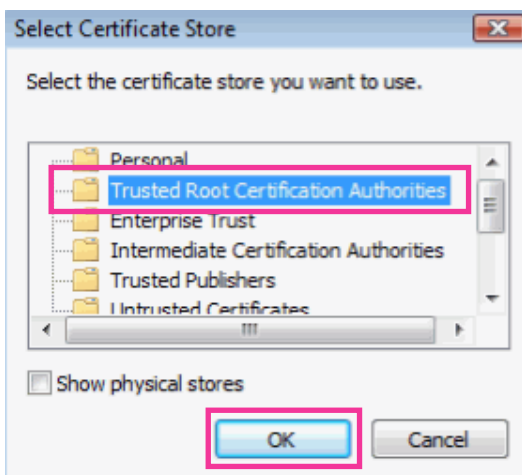 Select Certificate Store
Select the certificate store you want to use.
Personal
Trusted Root Certification Authorities
Enterprise Trust
Intermediate Certification Authorities
Trusted Publishers
Untrusted Certificates
Show physical stores
OK
Cancel